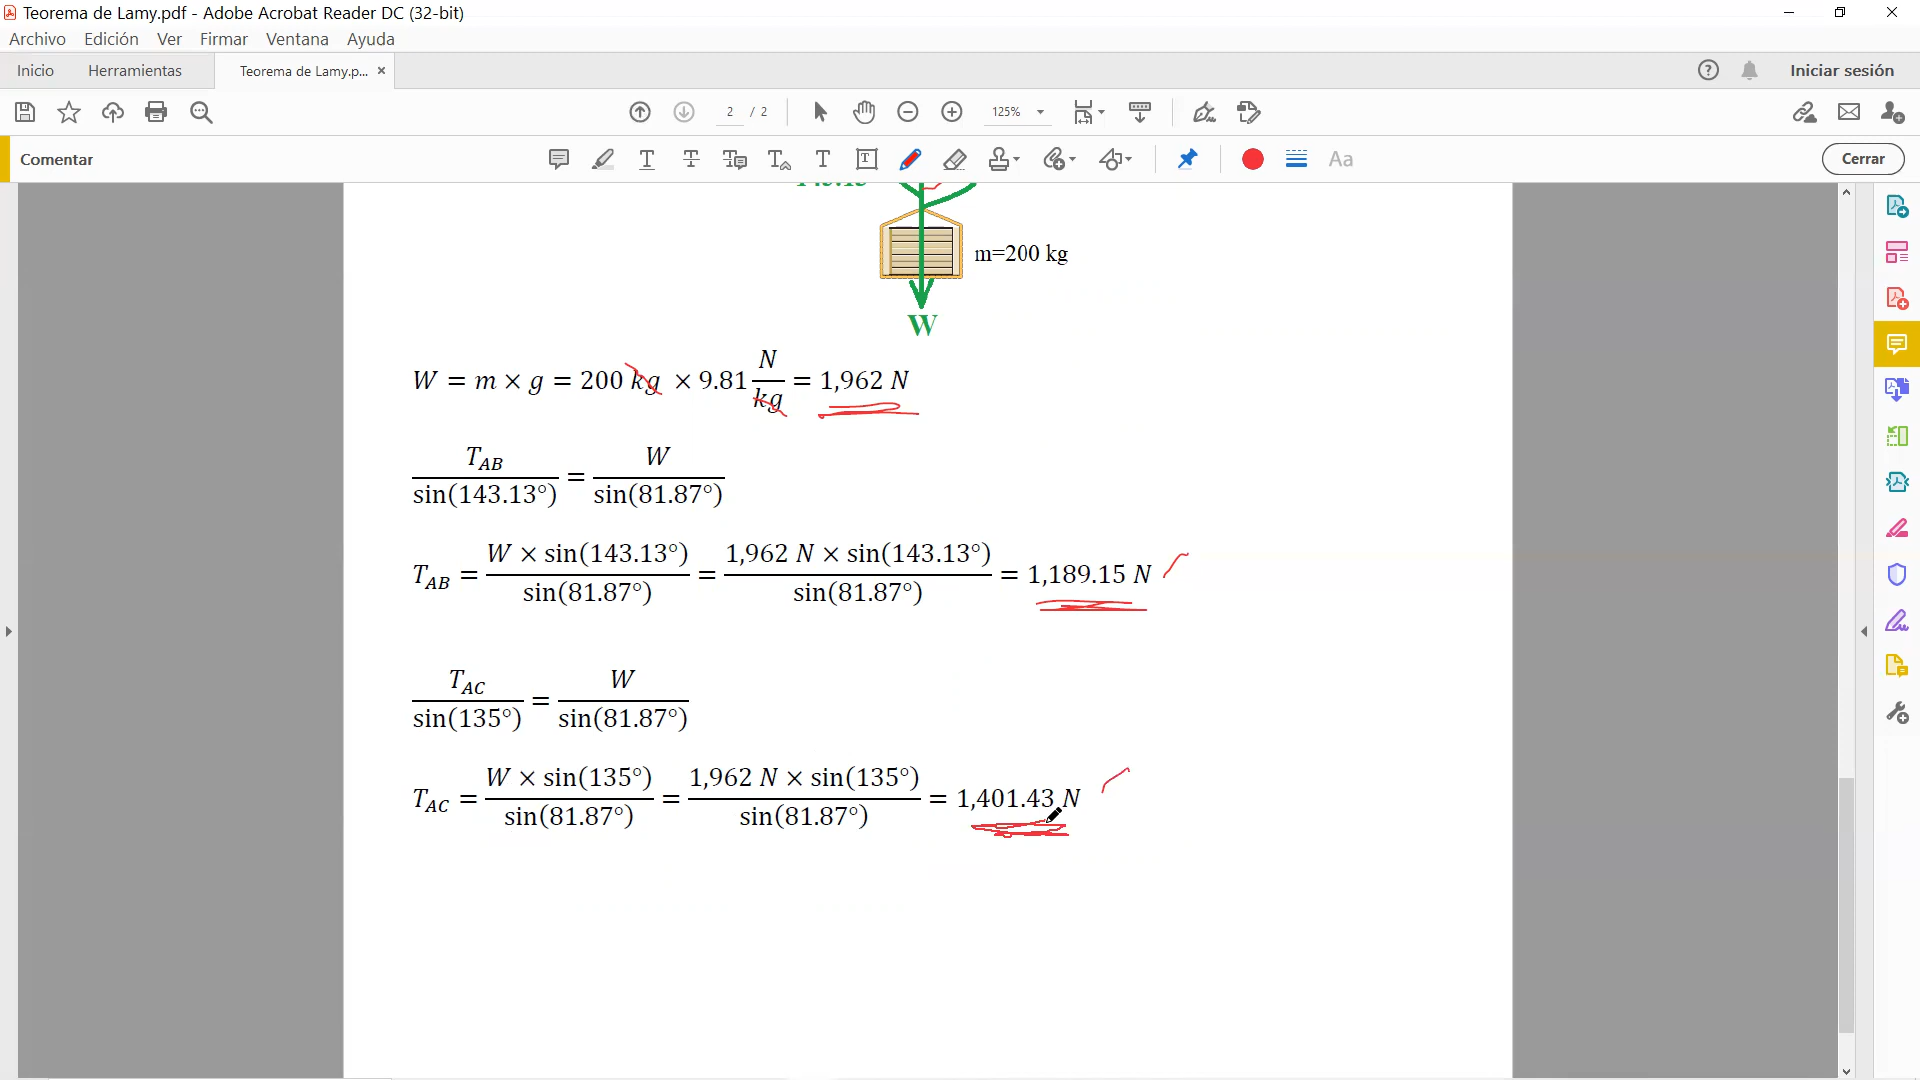 Teorema de Lamy.pdf - Adobe Acrobat Reader DC (32-bit)
Archivo Edición Ver Firmar Ventana Ayuda
Inicio Herramientas Teorema de Lamy.p... × Iniciar sesión
2 / 2 125%
Comentar Aa Cerrar
m=200 kg
W
W = m × g = 200 kg × 9.81 N/kg = 1,962 N
T_AB / sin(143.13°) = W / sin(81.87°)
T_AB = W × sin(143.13°) / sin(81.87°) = 1,962 N × sin(143.13°) / sin(81.87°) = 1,189.15 N
T_AC / sin(135°) = W / sin(81.87°)
T_AC = W × sin(135°) / sin(81.87°) = 1,962 N × sin(135°) / sin(81.87°) = 1,401.43 N